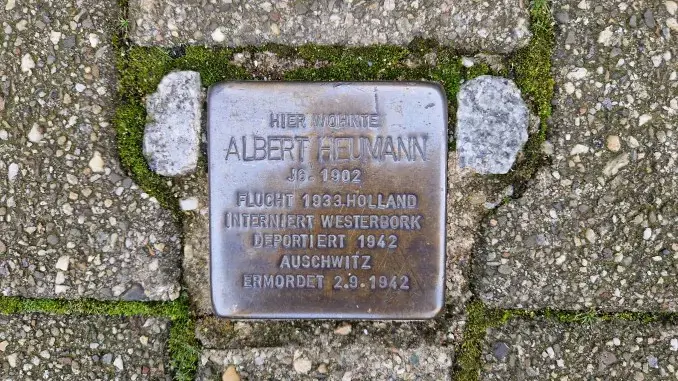 HIER WOHNTE
ALBERT HEUMANN
JG. 1902
FLUCHT 1933 HOLLAND
INTERNIERT WESTERBORK
DEPORTIERT 1942
AUSCHWITZ
ERMORDET 2.9.1942